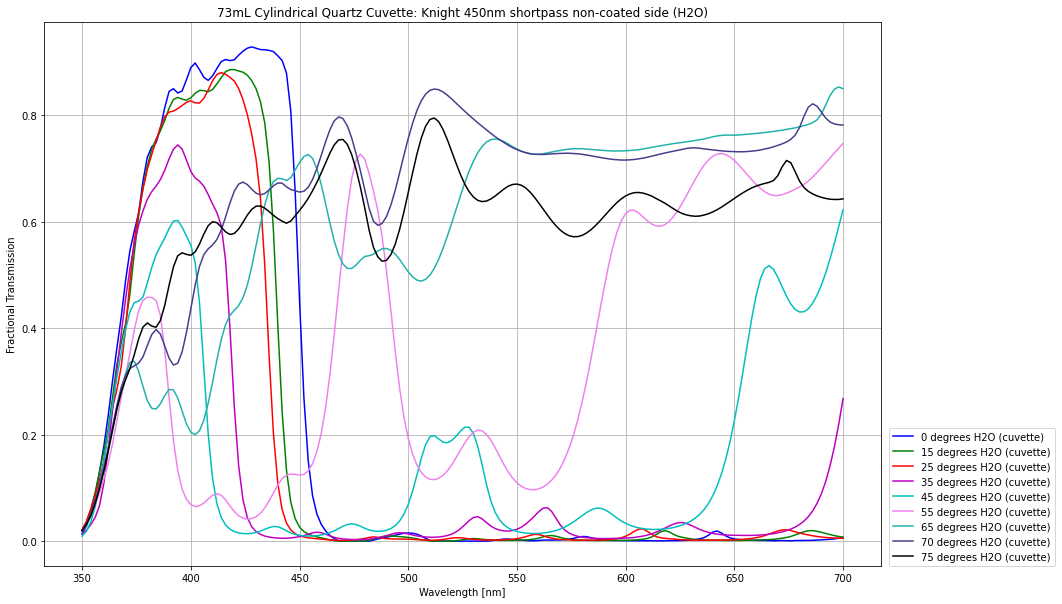 73mL Cylindrical Quartz Cuvette: Knight 450nm shortpass non-coated side (H2O)
Fractional Transmission
0.8
0.6
0.4
0.2
0.0
350 400 450 500 550 600 650 700
Wavelength [nm]
0 degrees H2O (cuvette)
15 degrees H2O (cuvette)
25 degrees H2O (cuvette)
35 degrees H2O (cuvette)
45 degrees H2O (cuvette)
55 degrees H2O (cuvette)
65 degrees H2O (cuvette)
70 degrees H2O (cuvette)
75 degrees H2O (cuvette)